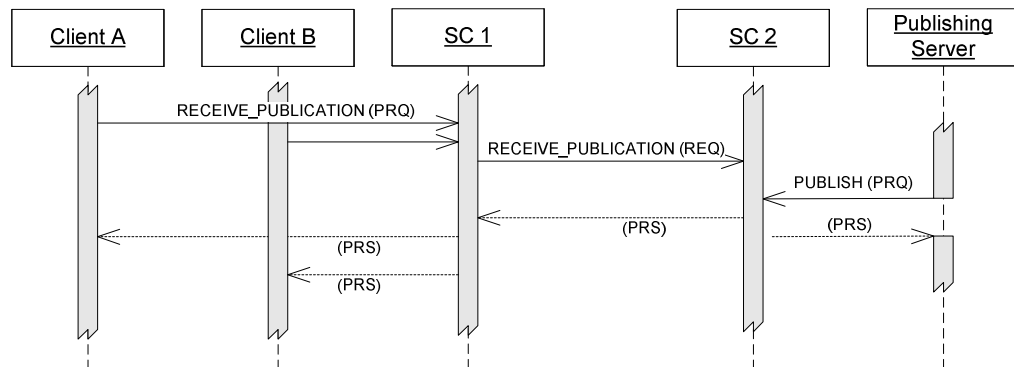 Client A
Client B
SC 1
SC 2
Publishing
Server
RECEIVE_PUBLICATION (PRQ)
RECEIVE_PUBLICATION (REQ)
PUBLISH (PRQ)
(PRS)
(PRS)
(PRS)
(PRS)